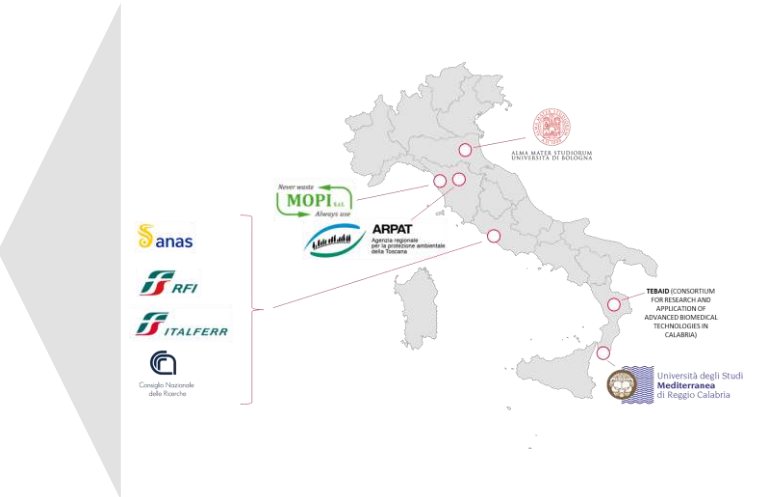 ALMA MATER STUDIORUM
UNIVERSITÀ DI BOLOGNA
Never waste
MOPI s.r.l.
Always use
ARPAT
Agenzia regionale
per la protezione ambientale
della Toscana
anas
RFI
ITALFERR
Consiglio Nazionale
delle Ricerche
TEBAID (CONSORTIUM
FOR RESEARCH AND
APPLICATION OF
ADVANCED BIOMEDICAL
TECHNOLOGIES IN
CALABRIA)
Università degli Studi
Mediterranea
di Reggio Calabria